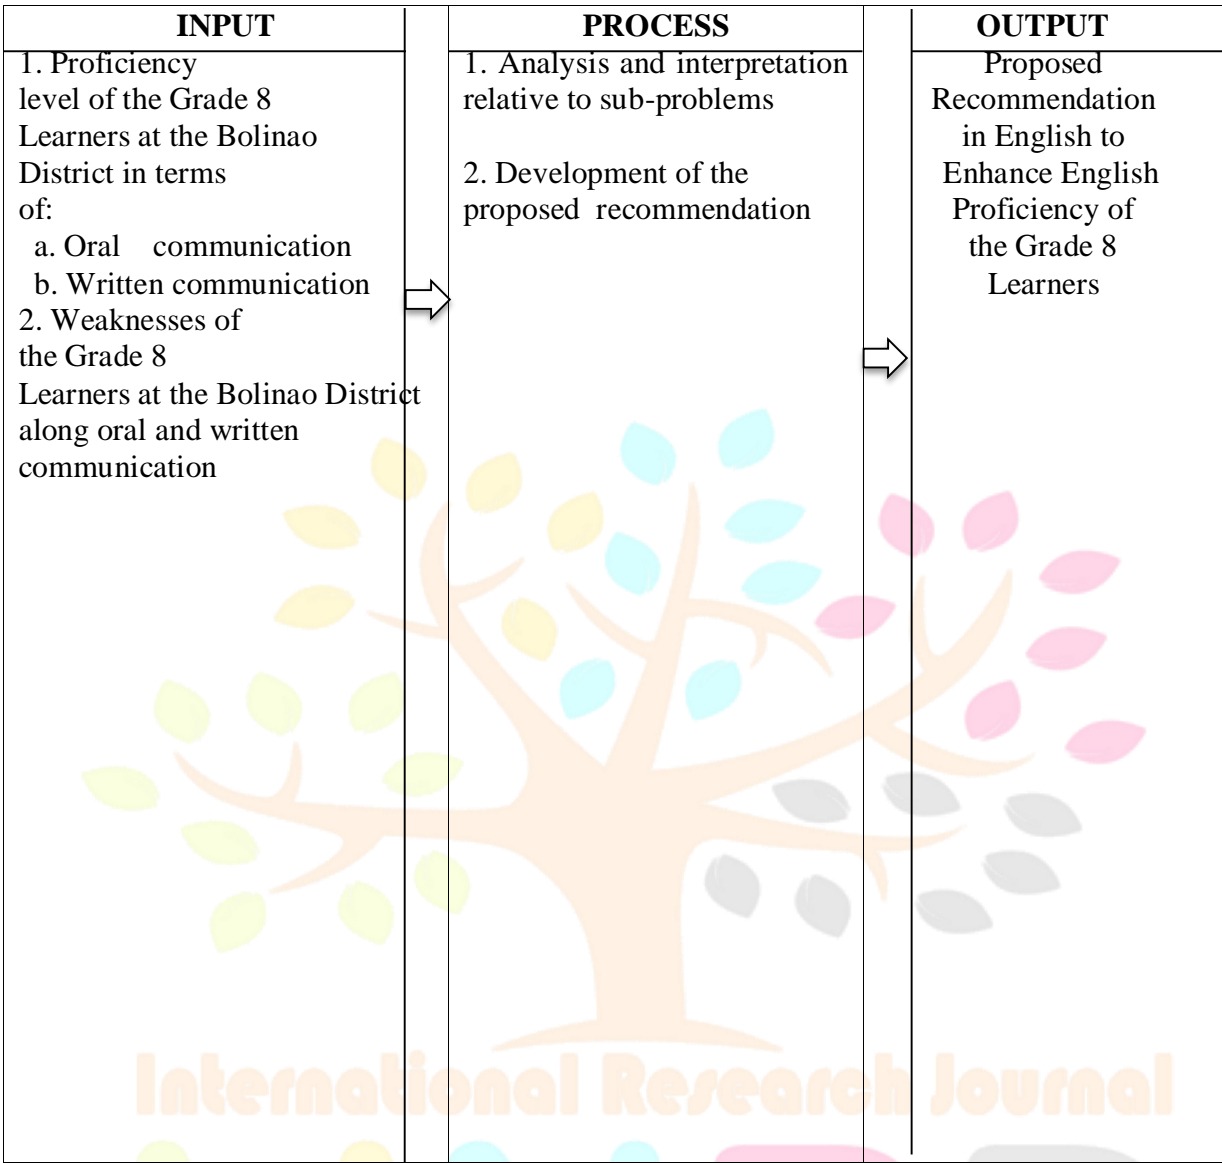 INPUT
1. Proficiency
level of the Grade 8
Learners at the Bolinao
District in terms
of:
a. Oral communication
b. Written communication
2. Weaknesses of
the Grade 8
Learners at the Bolinao District
along oral and written
communication
PROCESS
1. Analysis and interpretation
relative to sub-problems
2. Development of the
proposed recommendation
OUTPUT
Proposed
Recommendation
in English to
Enhance English
Proficiency of
the Grade 8
Learners
International Research Journal